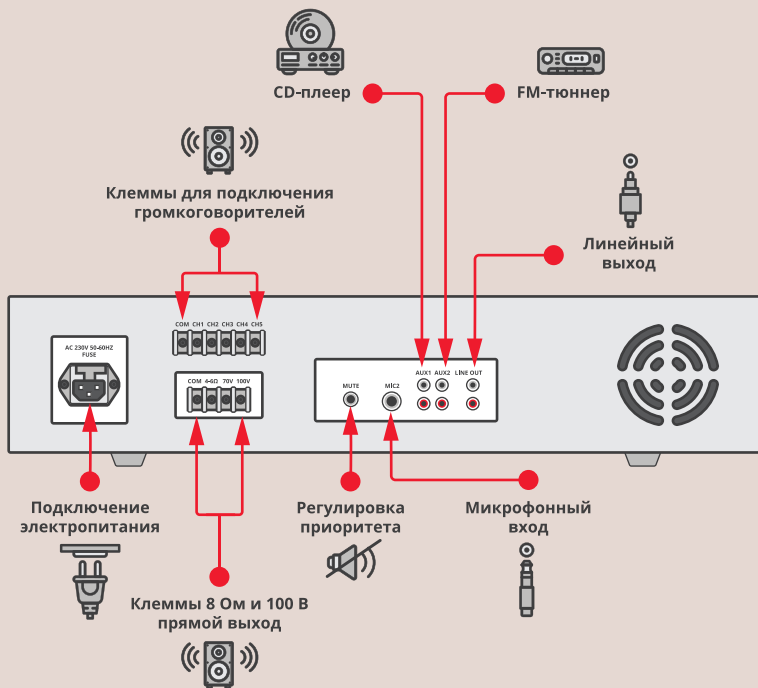 CD-плеер
FM-тюннер
Клеммы для подключения
громкоговорителей
Линейный
выход
COM CH1 CH2 CH3 CH4 CH5
AC 230V 50-60HZ
FUSE
COM 4-6Ω 70V 100V
MUTE
MIC2
AUX1 AUX2 LINE OUT
Подключение
электропитания
Регулировка
приоритета
Микрофонный
вход
Клеммы 8 Ом и 100 В
прямой выход